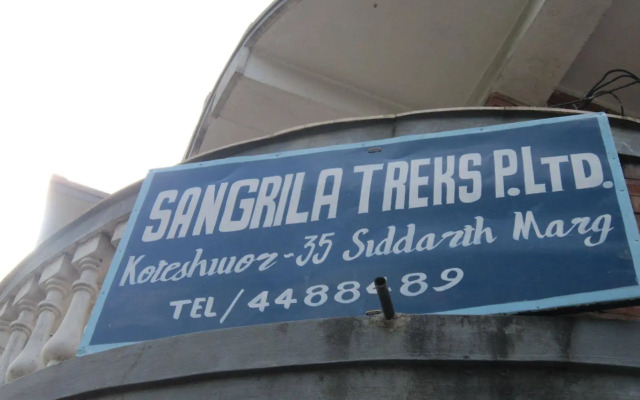 SANGRILA TREKS P.LTD.
Koteshwor-35 Siddarth Marg
TEL/